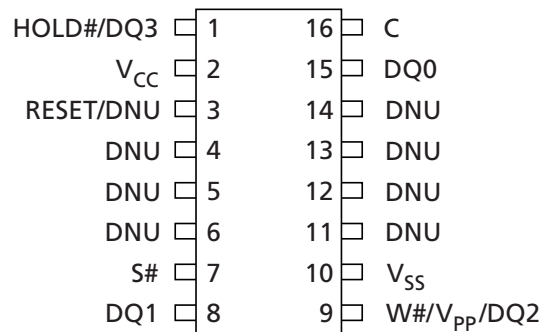 HOLD#/DQ3 1 16 C
VCC 2 15 DQ0
RESET/DNU 3 14 DNU
DNU 4 13 DNU
DNU 5 12 DNU
DNU 6 11 DNU
S# 7 10 VSS
DQ1 8 9 W#/VPP/DQ2